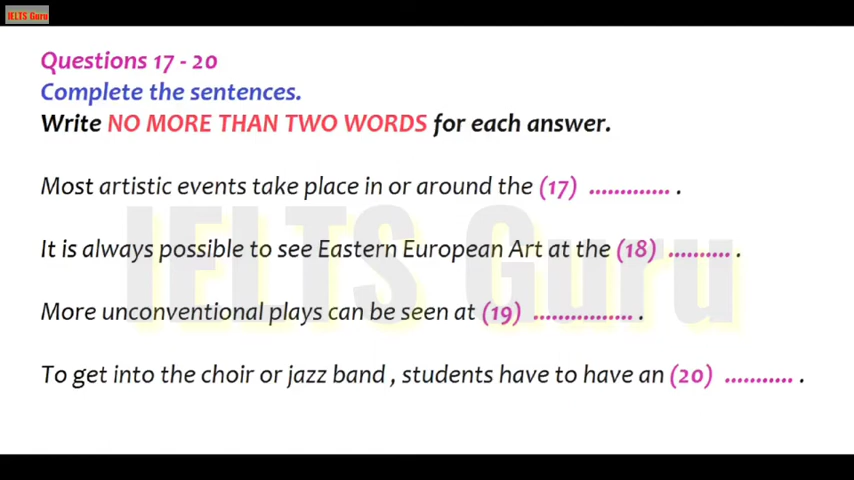 IELTS Guru
Questions 17 - 20
Complete the sentences.
Write NO MORE THAN TWO WORDS for each answer.
Most artistic events take place in or around the (17) ............. .
It is always possible to see Eastern European Art at the (18) .......... .
More unconventional plays can be seen at (19) ................ .
To get into the choir or jazz band , students have to have an (20) ........... .
IELTS Guru